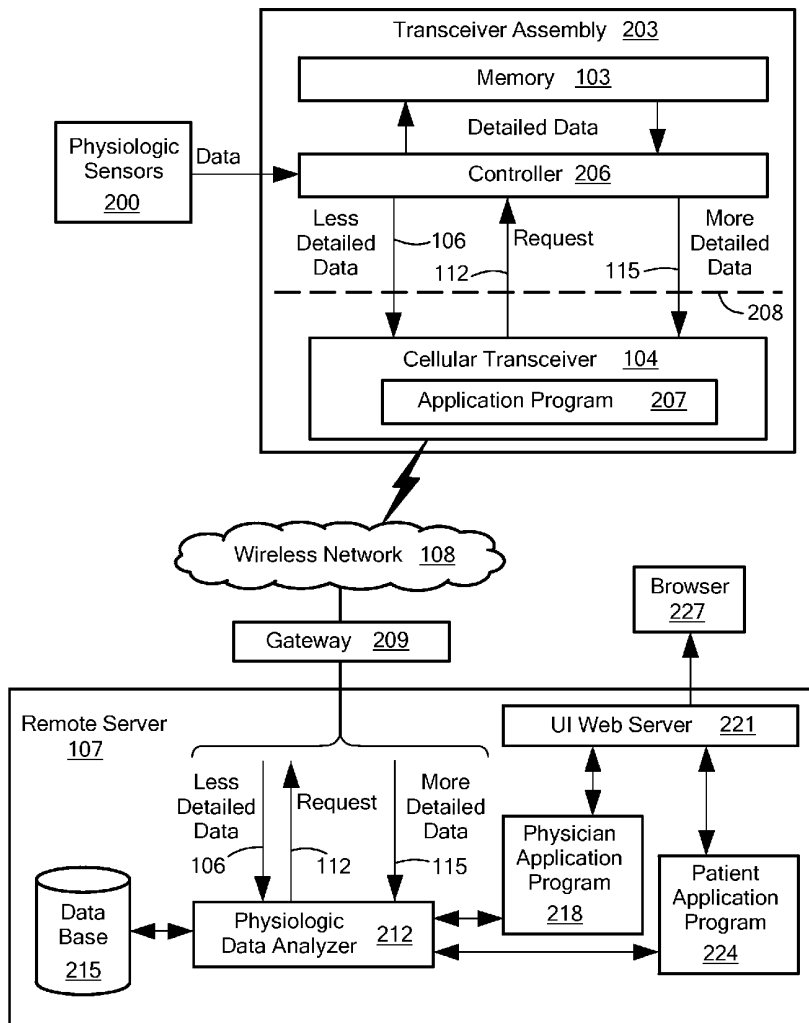 Transceiver Assembly 203
Memory 103
Detailed Data
Physiologic
Sensors
200
Data
Controller 206
Less
Detailed
Data
106
Request
112
More
Detailed
Data
115
208
Cellular Transceiver 104
Application Program 207
Wireless Network 108
Gateway 209
Browser
227
Remote Server
107
UI Web Server 221
Less
Detailed
Data
106
Request
112
More
Detailed
Data
115
Physician
Application
Program
218
Patient
Application
Program
224
Data
Base
215
Physiologic
Data Analyzer 212